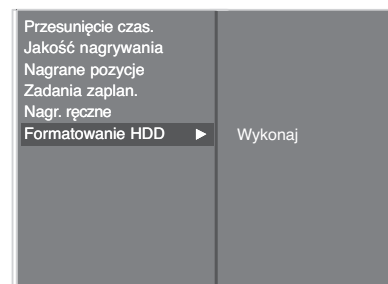 Przesunięcie czas.
Jakość nagrywania
Nagrane pozycje
Zadania zaplan.
Nagr. ręczne
Formatowanie HDD ▶ Wykonaj